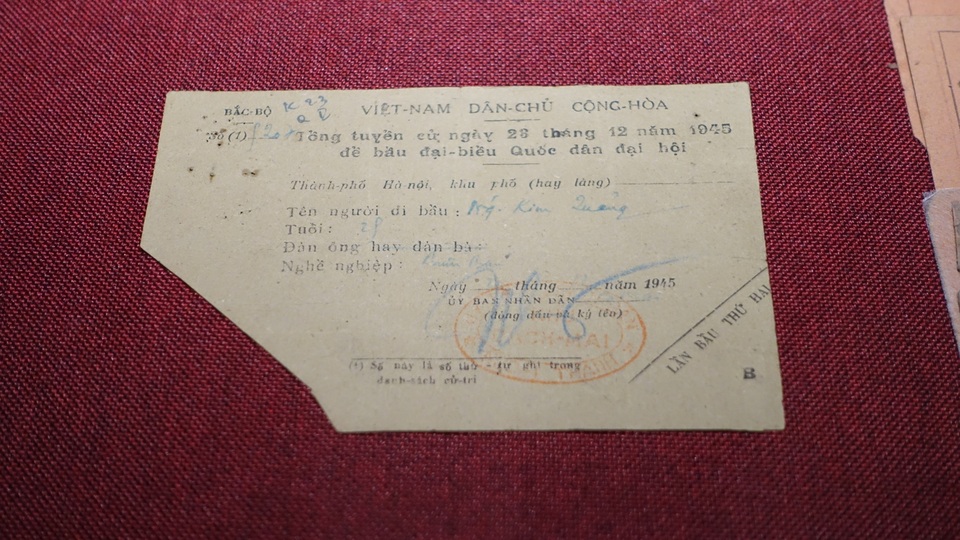 BẮC-BỘ K 23
VIỆT-NAM DÂN-CHỦ CỘNG-HÒA
Số (1)
Tổng tuyển cử ngày 23 tháng 12 năm 1945
để bầu đại-biểu Quốc dân đại hội
Thành-phố Hà-nội, khu phố (hay làng)
Tên người đi bầu : Kim
Tuổi :
Đàn ông hay đàn bà
Nghề nghiệp :
Ngày tháng năm 1945
ỦY BAN NHÂN DÂN
(đóng dấu và ký tên)
MAI
LẦN BẦU THỨ HAI
B
(1) Số này là số thứ - tự ghi trong
danh-sách cử-tri